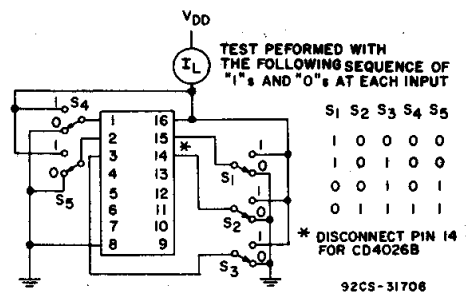 VDD
IL
TEST PEFORMED WITH
THE FOLLOWING SEQUENCE OF
"1"s AND "0"s AT EACH INPUT
S1 S2 S3 S4 S5
1 0 0 0 0
1 0 1 0 0
0 0 1 0 1
0 1 1 1 1
* DISCONNECT PIN 14
FOR CD4026B
1 S4
0
1
0
S5
1 16
2 15
3 14 *
4 13
5 12
6 11
7 10
8 9
1
0
S1
1
0
S2
1
0
S3
92CS-31706